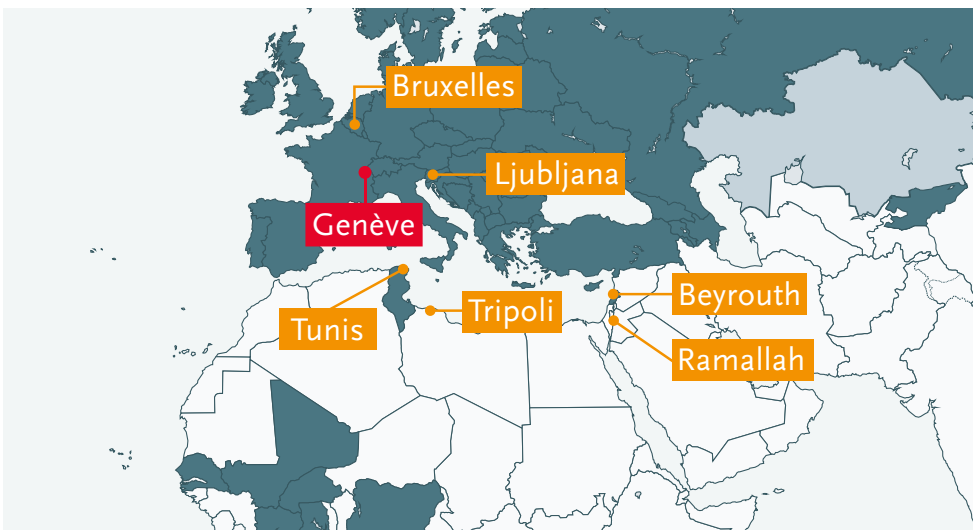 Bruxelles
Ljubljana
Genève
Tunis
Tripoli
Beyrouth
Ramallah